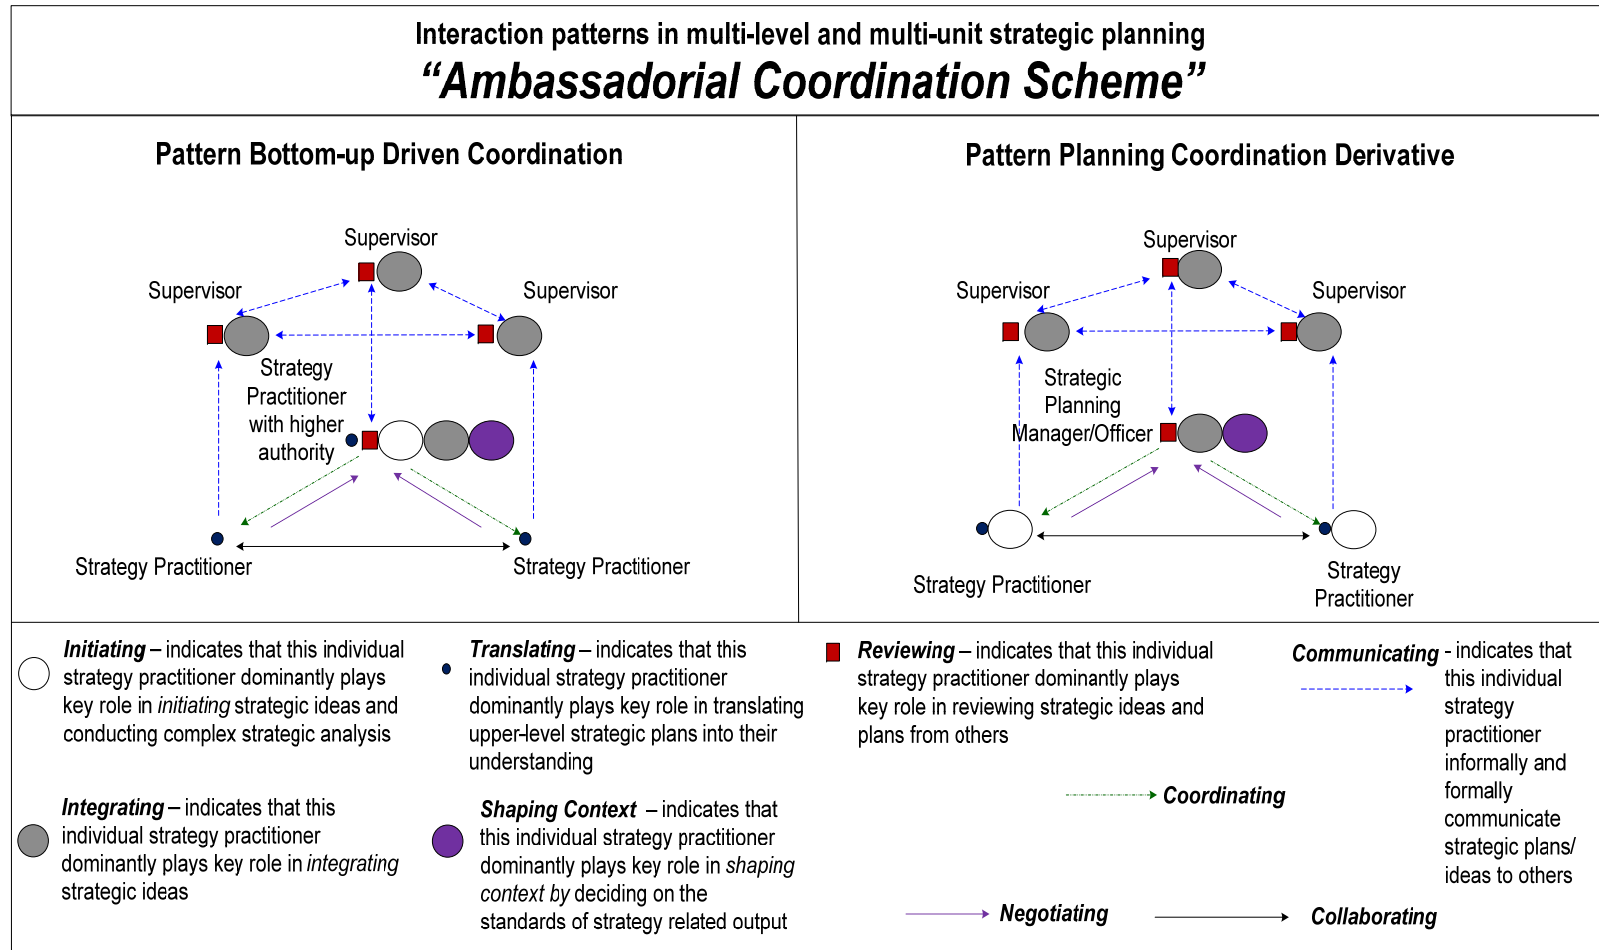 Interaction patterns in multi-level and multi-unit strategic planning
“Ambassadorial Coordination Scheme”
Pattern Bottom-up Driven Coordination
Supervisor
Supervisor
Supervisor
Strategy
Practitioner
with higher
authority
Strategy Practitioner
Strategy Practitioner
Pattern Planning Coordination Derivative
Supervisor
Supervisor
Supervisor
Strategic
Planning
Manager/Officer
Strategy Practitioner
Strategy
Practitioner
Initiating – indicates that this individual
strategy practitioner dominantly plays
key role in initiating strategic ideas and
conducting complex strategic analysis
Integrating – indicates that this
individual strategy practitioner
dominantly plays key role in integrating
strategic ideas
Translating – indicates that this
individual strategy practitioner
dominantly plays key role in translating
upper-level strategic plans into their
understanding
Shaping Context – indicates that
this individual strategy practitioner
dominantly plays key role in shaping
context by deciding on the
standards of strategy related output
Reviewing – indicates that this individual
strategy practitioner dominantly plays
key role in reviewing strategic ideas and
plans from others
Communicating - indicates that
this individual
strategy
practitioner
informally and
formally
communicate
strategic plans/
ideas to others
Coordinating
Negotiating
Collaborating